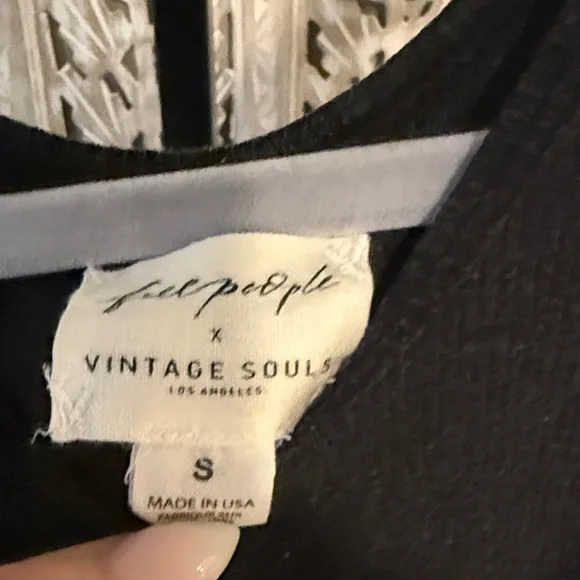 free people
x
VINTAGE SOULS
LOS ANGELES
S
MADE IN USA